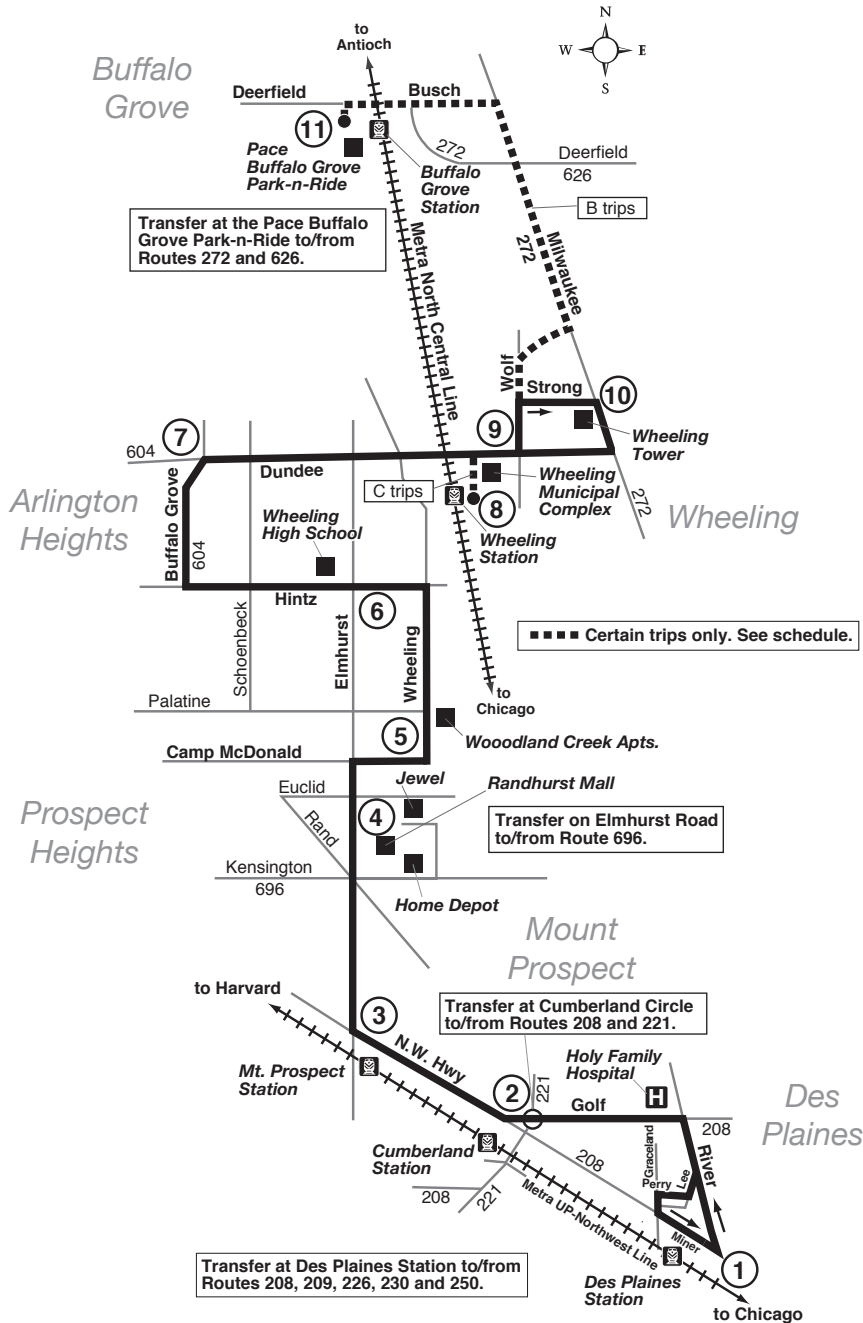 N
W
E
S
to
Antioch
Buffalo
Grove
Deerfield
Busch
11
Pace
Buffalo Grove
Park-n-Ride
Buffalo
Grove
Station
272
Deerfield
626
B trips
Transfer at the Pace Buffalo
Grove Park-n-Ride to/from
Routes 272 and 626.
Metra North Central Line
272
Milwaukee
Wolf
Strong
10
9
7
604
Dundee
Wheeling
Tower
C trips
8
Wheeling
Municipal
Complex
272
Wheeling
Arlington
Heights
Buffalo Grove
604
Wheeling
High School
Wheeling
Station
Hintz
6
Schoenbeck
Elmhurst
Wheeling
Certain trips only. See schedule.
Palatine
to
Chicago
5
Wooodland Creek Apts.
Camp McDonald
Jewel
Randhurst Mall
Euclid
Rand
4
Transfer on Elmhurst Road
to/from Route 696.
Prospect
Heights
Kensington
696
Home Depot
Mount
Prospect
to Harvard
Transfer at Cumberland Circle
to/from Routes 208 and 221.
3
N.W. Hwy
2
221
Golf
Holy Family
Hospital
H
Mt. Prospect
Station
Des
Plaines
208
Cumberland
Station
208
Graceland
River
Perry
Lee
208
221
Metra UP-Northwest Line
Miner
1
Transfer at Des Plaines Station to/from
Routes 208, 209, 226, 230 and 250.
Des Plaines
Station
to Chicago